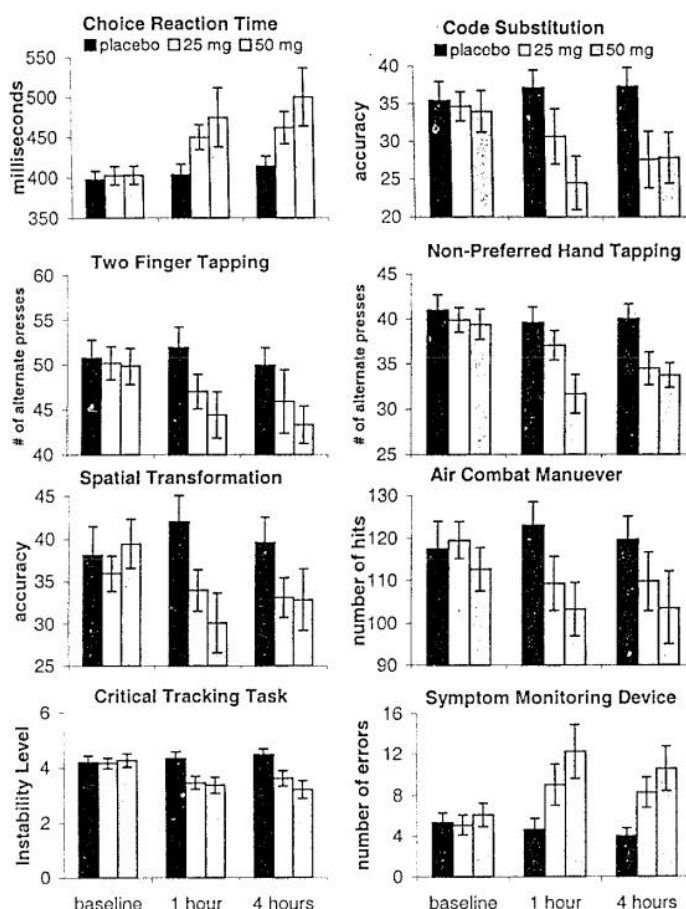 Choice Reaction Time
placebo 25 mg 50 mg
milliseconds
550
500
450
400
350
Code Substitution
placebo 25 mg 50 mg
accuracy
40
35
30
25
20
Two Finger Tapping
# of alternate presses
60
55
50
45
40
Non-Preferred Hand Tapping
# of alternate presses
45
40
35
30
25
Spatial Transformation
accuracy
45
40
35
30
25
Air Combat Manuever
number of hits
130
120
110
100
90
Critical Tracking Task
Instability Level
6
4
2
0
baseline 1 hour 4 hours
Symptom Monitoring Device
number of errors
16
12
8
4
0
baseline 1 hour 4 hours